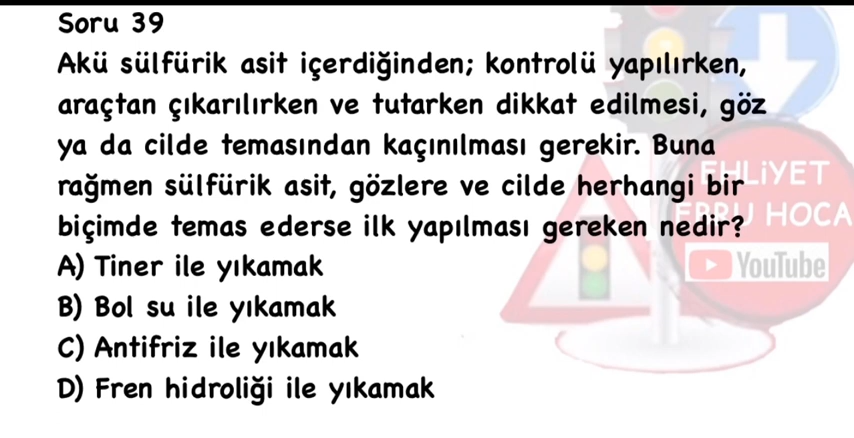 Soru 39
Akü sülfürik asit içerdiğinden; kontrolü yapılırken,
araçtan çıkarılırken ve tutarken dikkat edilmesi, göz
ya da cilde temasından kaçınılması gerekir. Buna
rağmen sülfürik asit, gözlere ve cilde herhangi bir
biçimde temas ederse ilk yapılması gereken nedir?
A) Tiner ile yıkamak
B) Bol su ile yıkamak
C) Antifriz ile yıkamak
D) Fren hidroliği ile yıkamak
EHLİYET
EBRU HOCA
YouTube